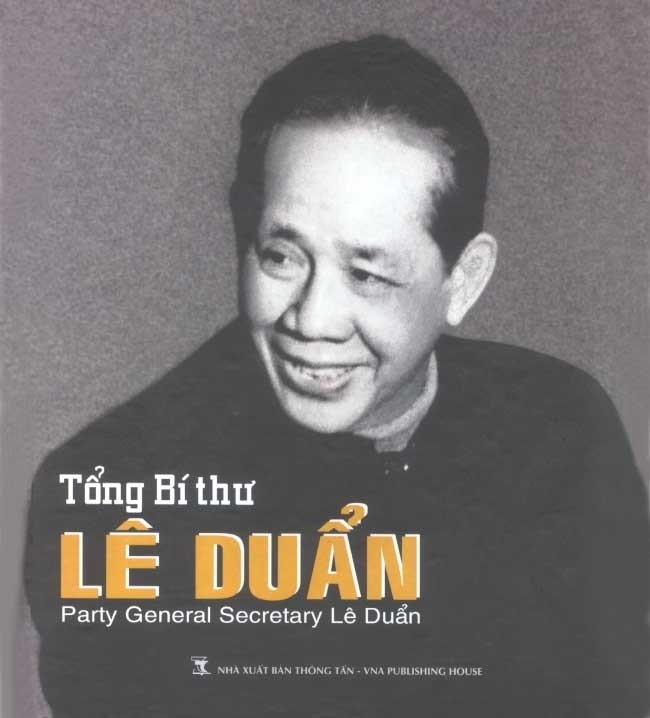 Tổng Bí thư
LÊ DUẨN
Party General Secretary Lê Duẩn
NHÀ XUẤT BẢN THÔNG TẤN - VNA PUBLISHING HOUSE